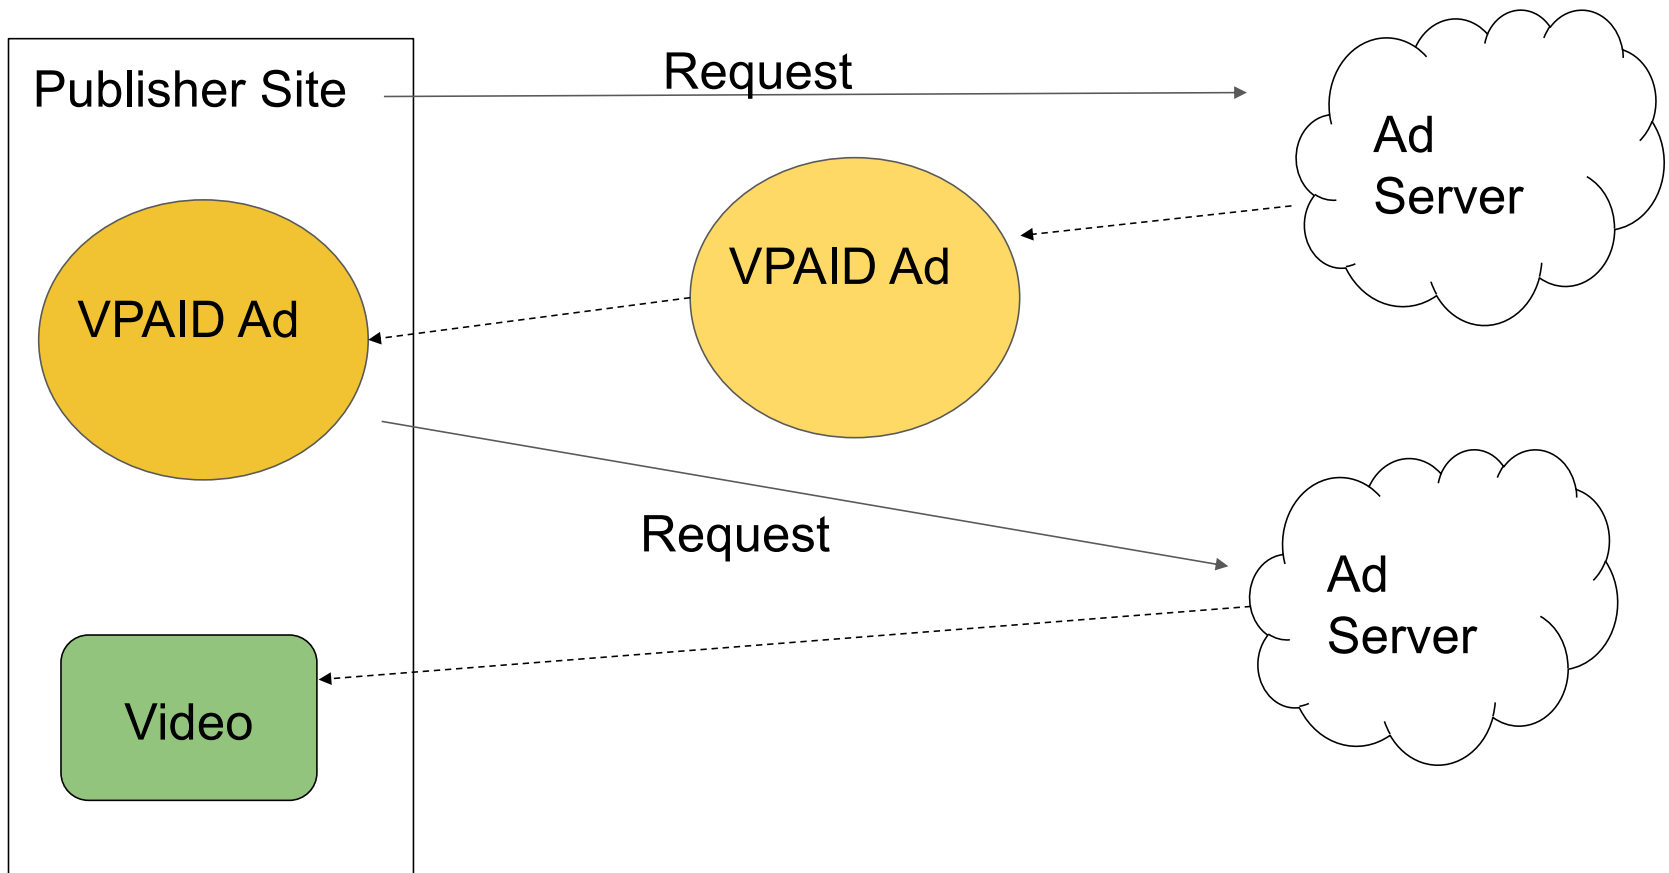 Publisher Site
Request
Ad
Server
VPAID Ad
VPAID Ad
Request
Ad
Server
Video